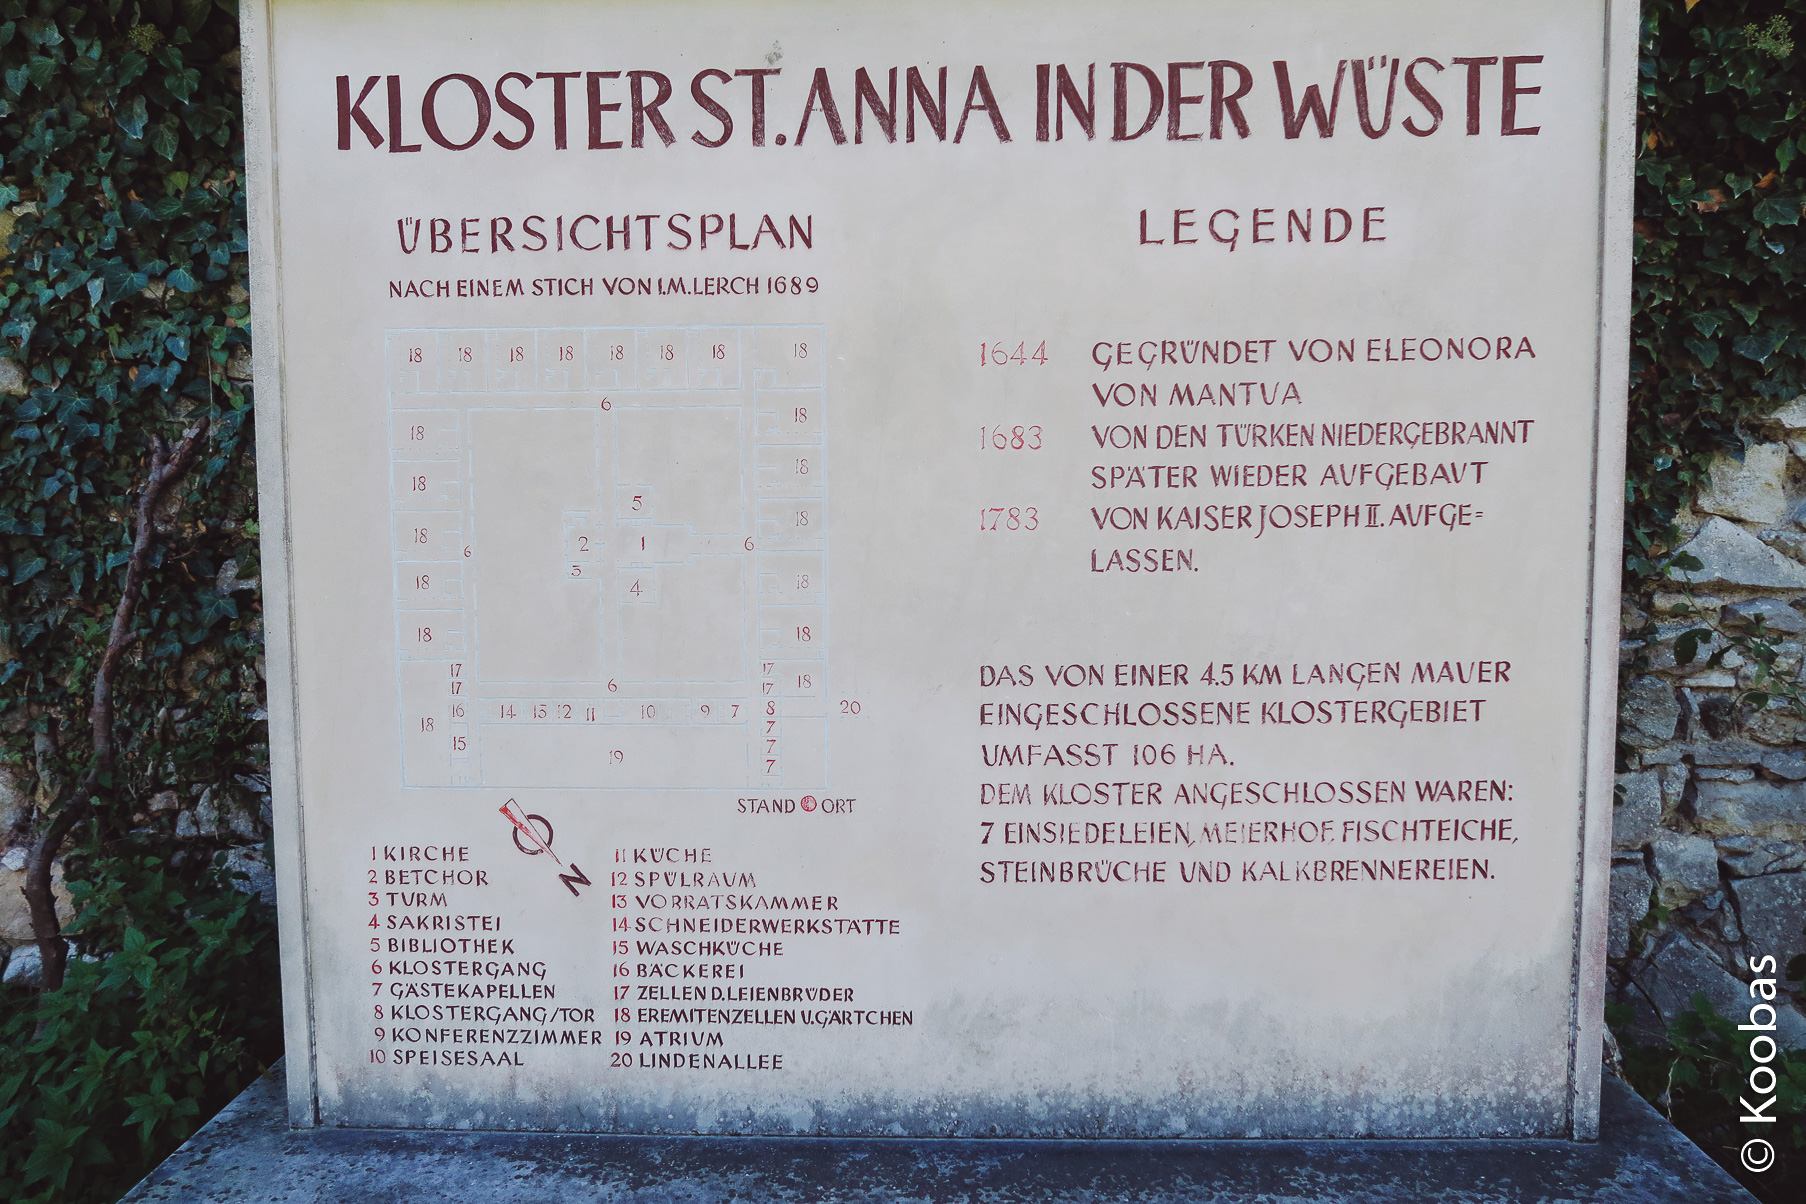 KLOSTER ST. ANNA IN DER WÜSTE
ÜBERSICHTSPLAN
NACH EINEM STICH VON I.M. LERCH 1689
18 18 18 18 18 18 18 18
6
18 18
18 18
18 18
18 18
18 18
5
2 1 6
6 3
4
17 17 18
17 6 17
16 14 13 12 11 10 9 7 8 20
18 7
15 7
19 7
STAND ORT
N
1 KIRCHE
2 BETCHOR
3 TURM
4 SAKRISTEI
5 BIBLIOTHEK
6 KLOSTERGANG
7 GÄSTEKAPELLEN
8 KLOSTERGANG/TOR
9 KONFERENZZIMMER
10 SPEISESAAL
11 KÜCHE
12 SPÜLRAUM
13 VORRATSKAMMER
14 SCHNEIDERWERKSTÄTTE
15 WASCHKÜCHE
16 BÄCKEREI
17 ZELLEN D. LEIENBRÜDER
18 EREMITENZELLEN U. GÄRTCHEN
19 ATRIUM
20 LINDENALLEE
LEGENDE
1644 GEGRÜNDET VON ELEONORA
VON MANTUA
1683 VON DEN TÜRKEN NIEDERGEBRANNT
SPÄTER WIEDER AUFGEBAUT
1783 VON KAISER JOSEPH II. AUFGE=
LASSEN.
DAS VON EINER 4.5 KM LANGEN MAUER
EINGESCHLOSSENE KLOSTERGEBIET
UMFASST 106 HA.
DEM KLOSTER ANGESCHLOSSEN WAREN:
7 EINSIEDELEIEN, MEIERHOF, FISCHTEICHE,
STEINBRÜCHE UND KALKBRENNEREIEN.
© Koobas